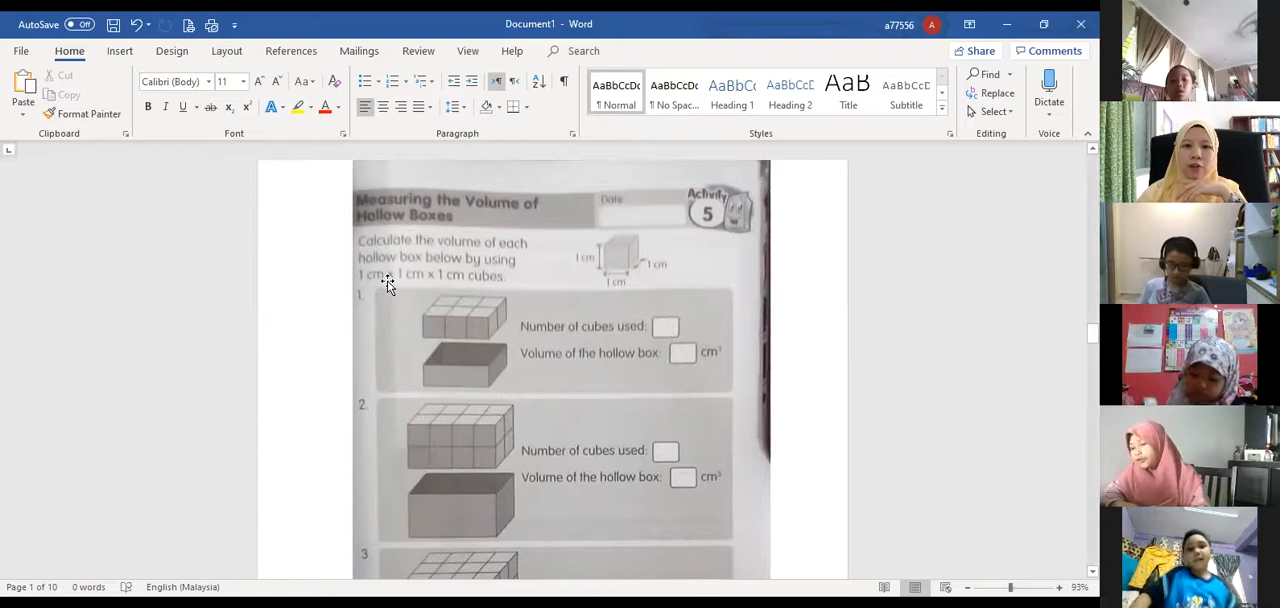 AutoSave Off Document1 - Word a77556 A
File Home Insert Design Layout References Mailings Review View Help Search Share Comments
Paste Cut Copy Format Painter
Calibri (Body) 11 Aa
B I U ab x₂ x² A A
AaBbCcDc AaBbCcDc AaBbCc AaBbCcD AaB AaBbCcD
¶ Normal ¶ No Spac... Heading 1 Heading 2 Title Subtitle
Find Replace Select Dictate
Clipboard Font Paragraph Styles Editing Voice
Measuring the Volume of
Hollow Boxes
Date
Activity
5
Calculate the volume of each
hollow box below by using
1 cm x 1 cm x 1 cm cubes.
1 cm
1 cm
1 cm
1.
Number of cubes used:
Volume of the hollow box: cm³
2.
Number of cubes used:
Volume of the hollow box: cm³
3.
Page 1 of 10 0 words English (Malaysia) 93%